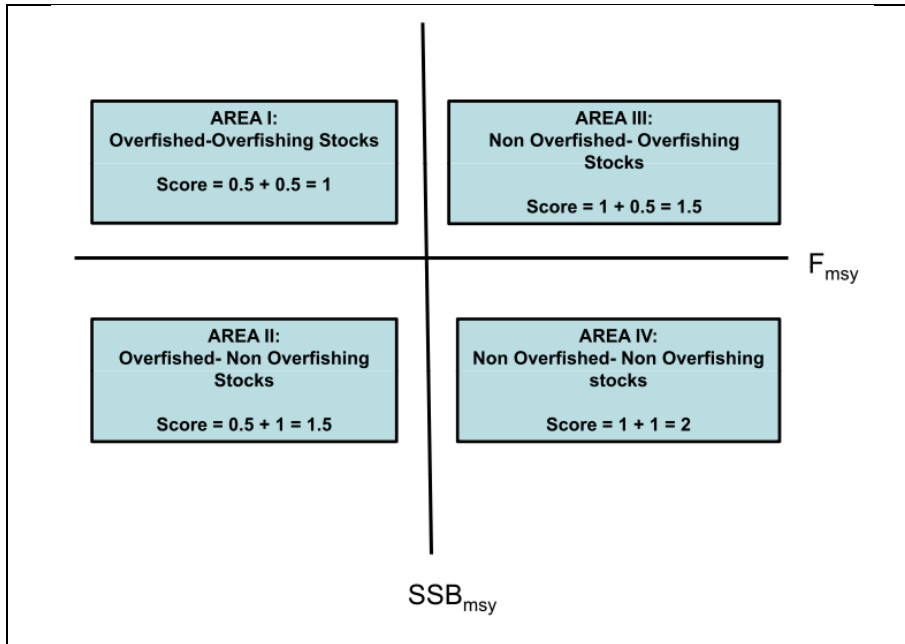 AREA I:
Overfished-Overfishing Stocks
Score = 0.5 + 0.5 = 1
AREA III:
Non Overfished- Overfishing
Stocks
Score = 1 + 0.5 = 1.5
F_msy
AREA II:
Overfished- Non Overfishing
Stocks
Score = 0.5 + 1 = 1.5
AREA IV:
Non Overfished- Non Overfishing
stocks
Score = 1 + 1 = 2
SSB_msy